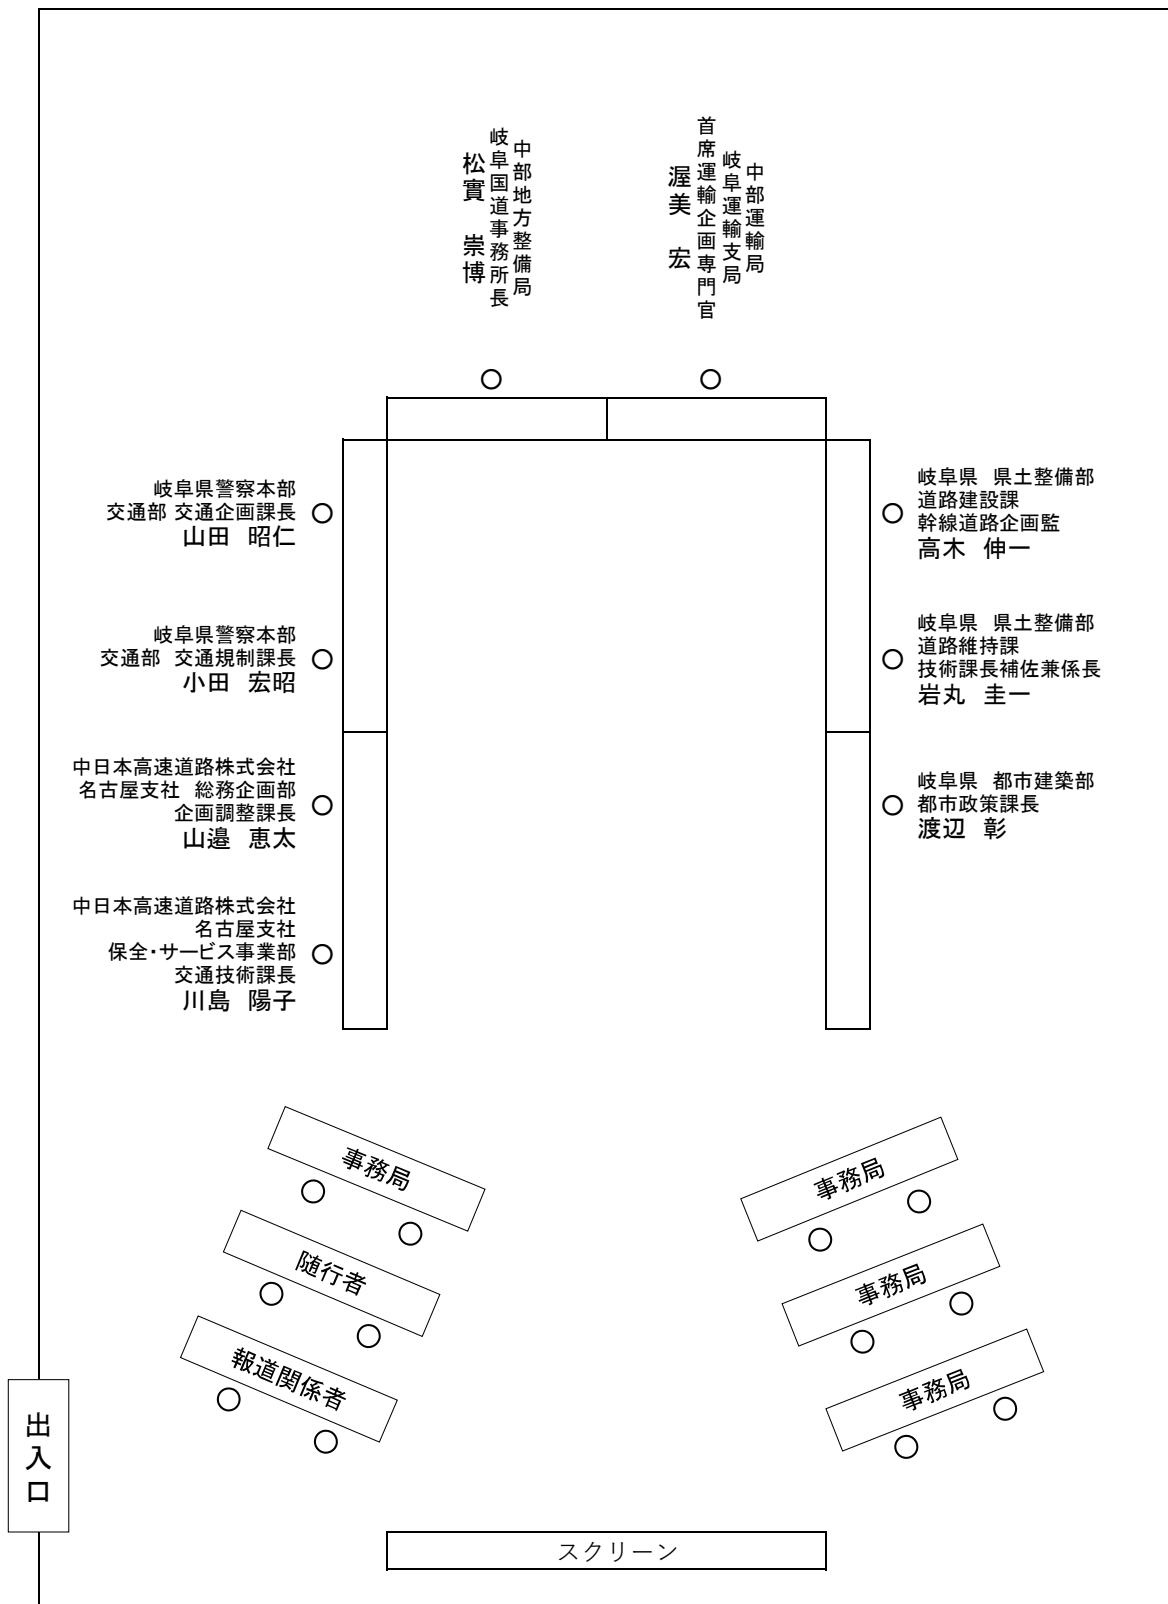 中部地方整備局
岐阜国道事務所長
松實　崇博
中部運輸局
岐阜運輸支局
首席運輸企画専門官
渥美　宏
岐阜県警察本部
交通部 交通企画課長
山田　昭仁
岐阜県警察本部
交通部　交通規制課長
小田　宏昭
中日本高速道路株式会社
名古屋支社　総務企画部
企画調整課長
山邉　恵太
中日本高速道路株式会社
名古屋支社
保全・サービス事業部
交通技術課長
川島　陽子
岐阜県　県土整備部
道路建設課
幹線道路企画監
高木　伸一
岐阜県　県土整備部
道路維持課
技術課長補佐兼係長
岩丸　圭一
岐阜県　都市建築部
都市政策課長
渡辺　彰
事務局
随行者
報道関係者
事務局
事務局
事務局
出入口
スクリーン